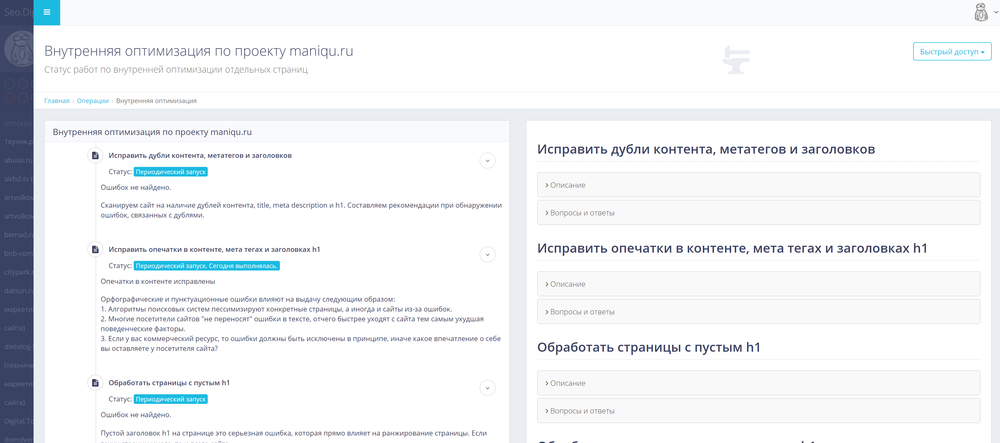 Seo.Dig
Внутренняя оптимизация по проекту maniqu.ru
Статус работ по внутренней оптимизации отдельных страниц
Быстрый доступ
Главная › Операции › Внутренняя оптимизация
ПРОЕКТЫ
1кузня.р
abuas.ru
airhd.tv (
artvolkov
artvolkov
bemad.ru
bnb-com
citypark.r
datsun.ru
маркети
сайта)
dietolog-
(техниче
маркети
сайта)
Digital.To
domdver
Внутренняя оптимизация по проекту maniqu.ru
Исправить дубли контента, метатегов и заголовков
Статус: Периодический запуск
Ошибок не найдено.
Сканируем сайт на наличие дублей контента, title, meta description и h1. Составляем рекомендации при обнаружении
ошибок, связанных с дублями.
Исправить опечатки в контенте, мета тегах и заголовках h1
Статус: Периодический запуск. Сегодня выполнялась.
Опечатки в контенте исправлены
Орфографические и пунктуационные ошибки влияют на выдачу следующим образом:
1. Алгоритмы поисковых систем пессимизируют конкретные страницы, а иногда и сайты из-за ошибок.
2. Многие посетители сайтов "не переносят" ошибки в тексте, отчего быстрее уходят с сайта тем самым ухудшая
поведенческие факторы.
3. Если у вас коммерческий ресурс, то ошибки должны быть исключены в принципе, иначе какое впечатление о себе
вы оставляете у посетителя сайта?
Обработать страницы с пустым h1
Статус: Периодический запуск
Ошибок не найдено.
Пустой заголовок h1 на странице это серьезная ошибка, которая прямо влияет на ранжирование страницы. Если
Исправить дубли контента, метатегов и заголовков
Описание
Вопросы и ответы
Исправить опечатки в контенте, мета тегах и заголовках h1
Описание
Вопросы и ответы
Обработать страницы с пустым h1
Описание
Вопросы и ответы